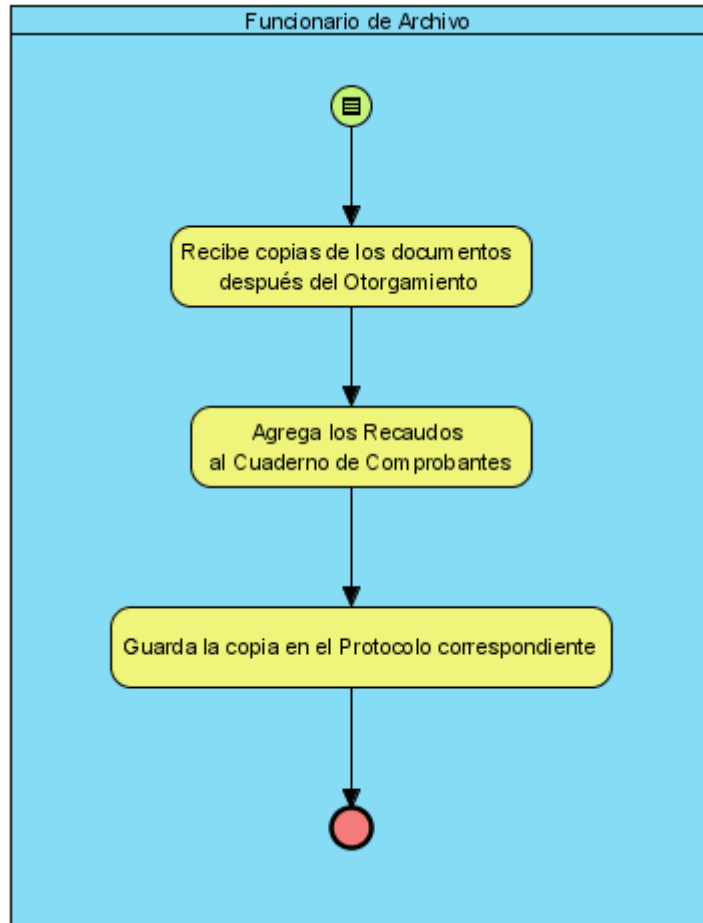 Funcionario de Archivo
Recibe copias de los documentos
después del Otorgamiento
Agrega los Recaudos
al Cuaderno de Comprobantes
Guarda la copia en el Protocolo correspondiente